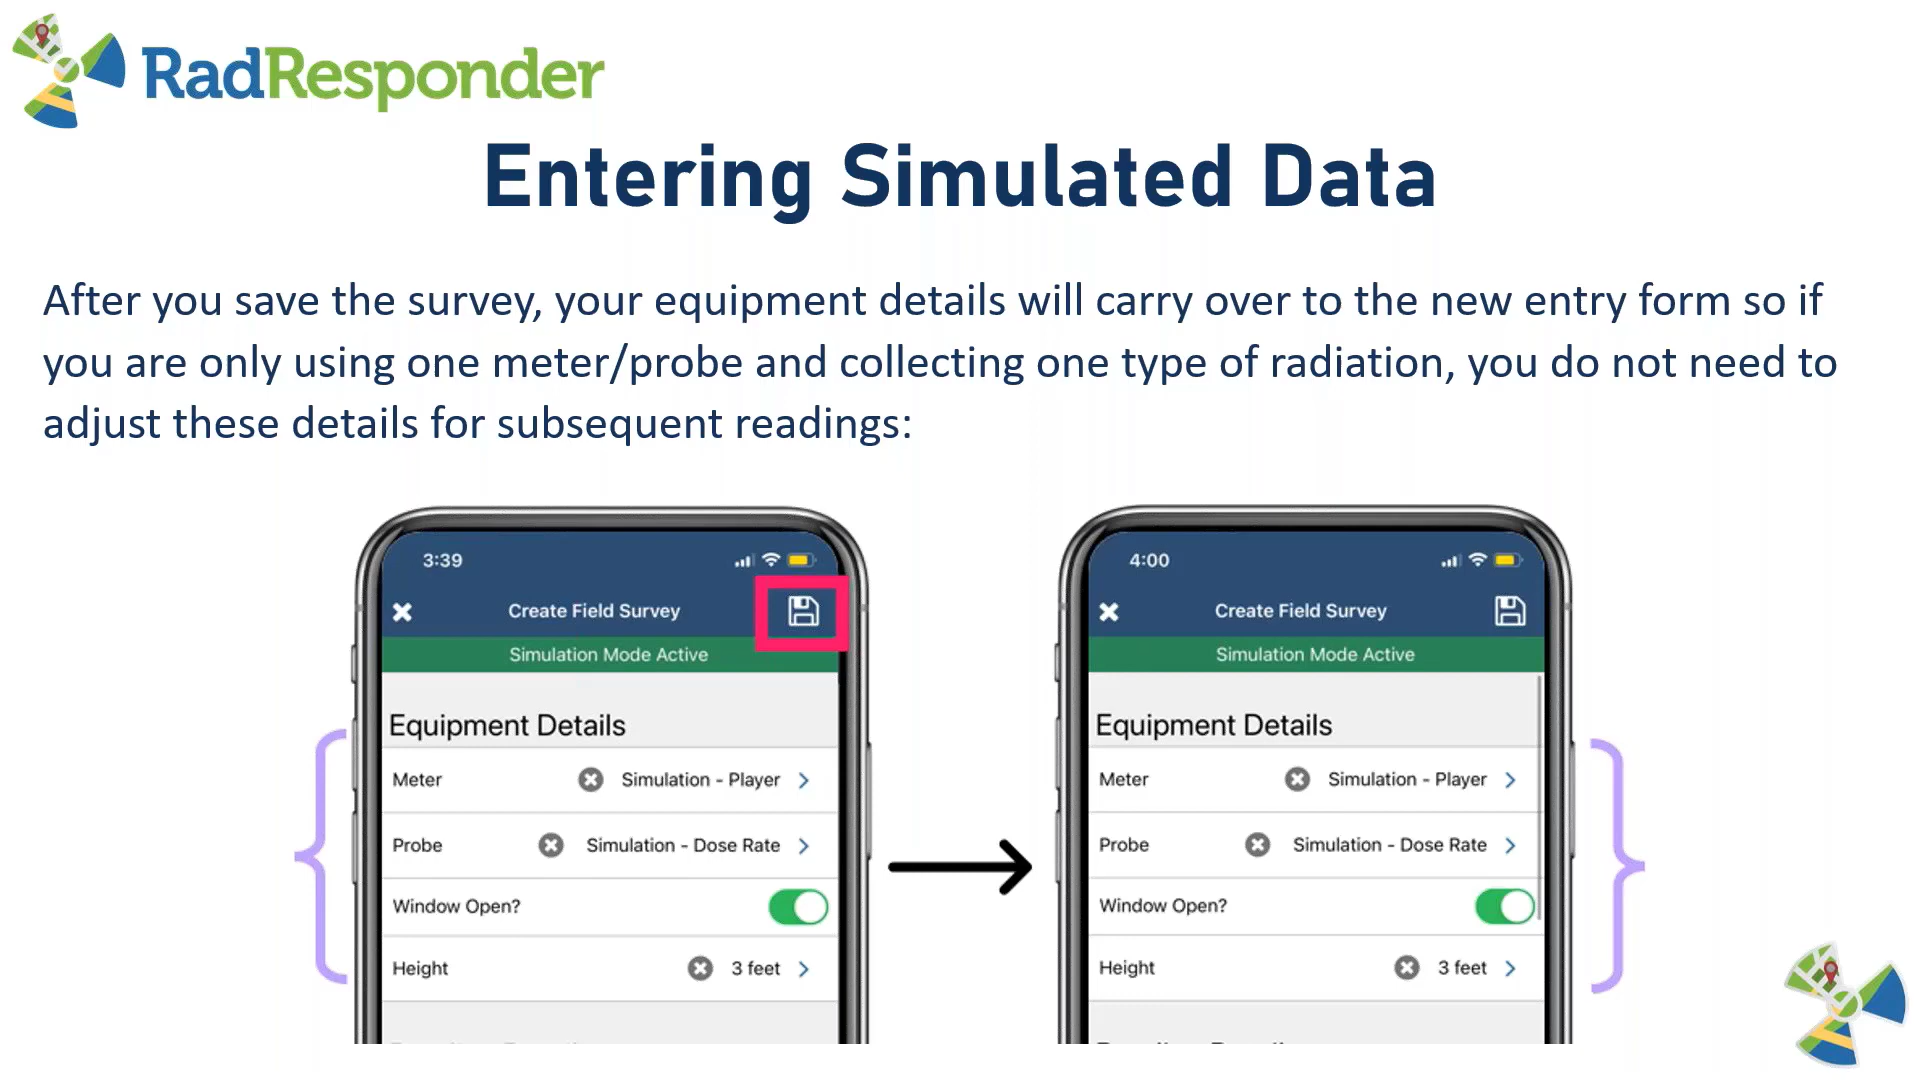 RadResponder
Entering Simulated Data
After you save the survey, your equipment details will carry over to the new entry form so if
you are only using one meter/probe and collecting one type of radiation, you do not need to
adjust these details for subsequent readings:
3:39
Create Field Survey
Simulation Mode Active
Equipment Details
Meter Simulation - Player
Probe Simulation - Dose Rate
Window Open?
Height 3 feet
4:00
Create Field Survey
Simulation Mode Active
Equipment Details
Meter Simulation - Player
Probe Simulation - Dose Rate
Window Open?
Height 3 feet